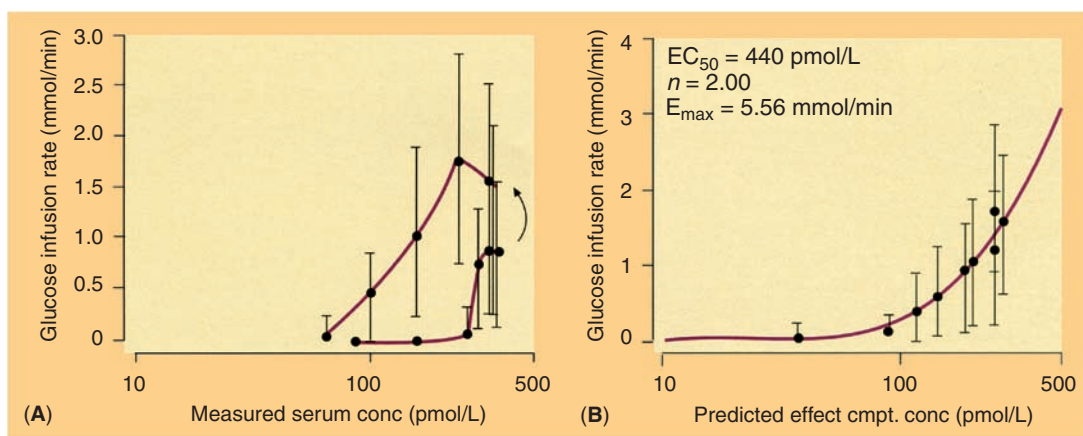 Glucose infusion rate (mmol/min)
3.0
2.5
2.0
1.5
1.0
0.5
0
10
100
500
(A)
Measured serum conc (pmol/L)
Glucose infusion rate (mmol/min)
4
3
2
1
0
EC50 = 440 pmol/L
n = 2.00
Emax = 5.56 mmol/min
10
100
500
(B)
Predicted effect cmpt. conc (pmol/L)